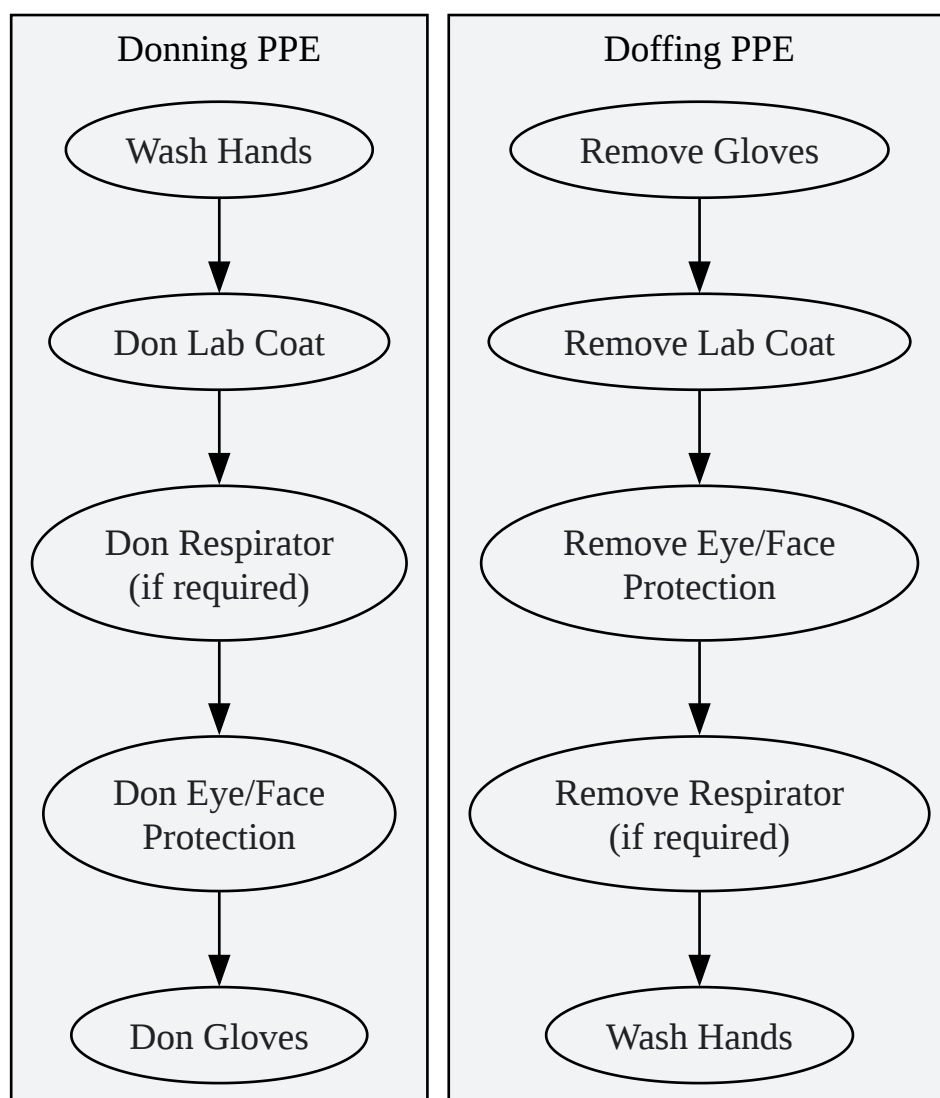 Donning PPE
Wash Hands
Don Lab Coat
Don Respirator
(if required)
Don Eye/Face
Protection
Don Gloves
Doffing PPE
Remove Gloves
Remove Lab Coat
Remove Eye/Face
Protection
Remove Respirator
(if required)
Wash Hands